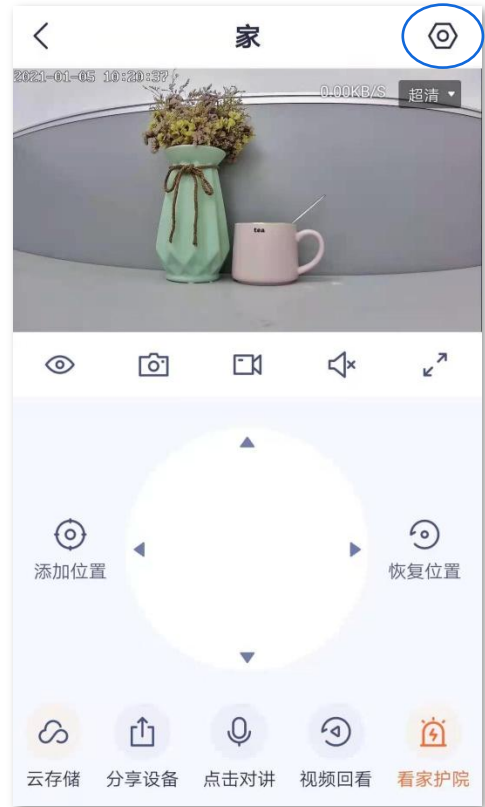 家
2021-01-05 10:20:37
0.00KB/S
超清
tea
添加位置
恢复位置
云存储
分享设备
点击对讲
视频回看
看家护院